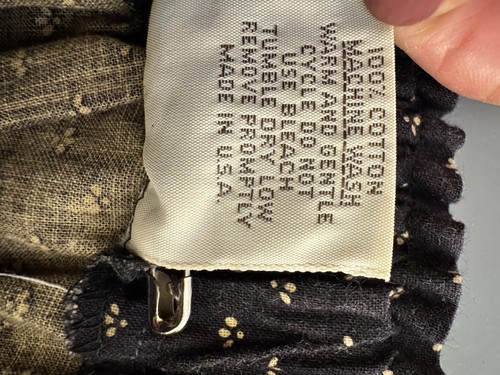 100% COTTON
MACHINE WASH
WARM AND GENTLE
CYCLE DO NOT
USE BLEACH
TUMBLE DRY LOW
REMOVE PROMPTLY
MADE IN U.S.A.